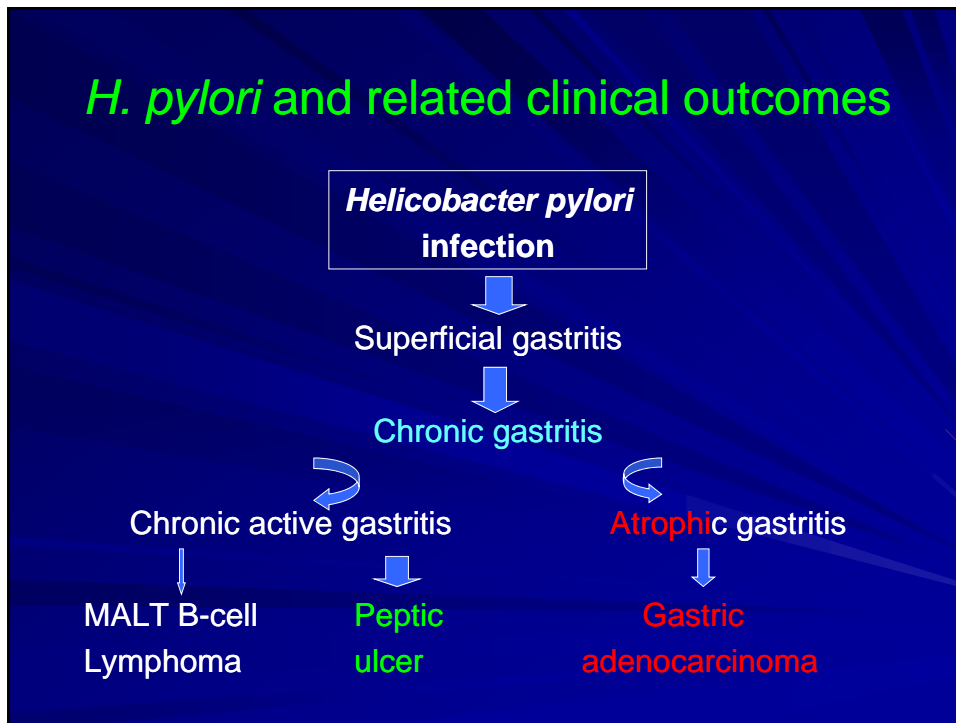 H. pylori and related clinical outcomes
Helicobacter pylori
infection
Superficial gastritis
Chronic gastritis
Chronic active gastritis
Atrophic gastritis
MALT B-cell
Lymphoma
Peptic
ulcer
Gastric
adenocarcinoma